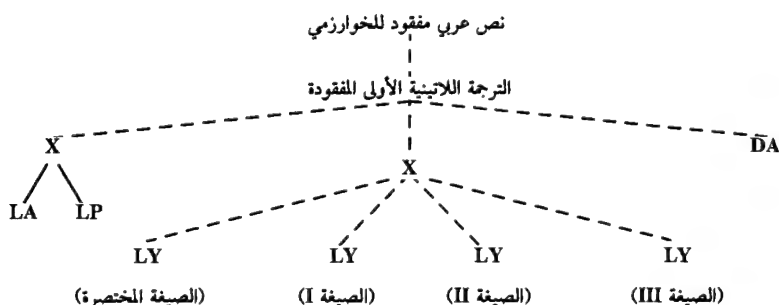 نص عربي مفقود للخوارزمي
الترجمة اللاتينية الأولى المفقودة
X
DA
X
LA LP
LY LY LY LY
(الصيغة المختصرة) (الصيغة I) (الصيغة II) (الصيغة III)